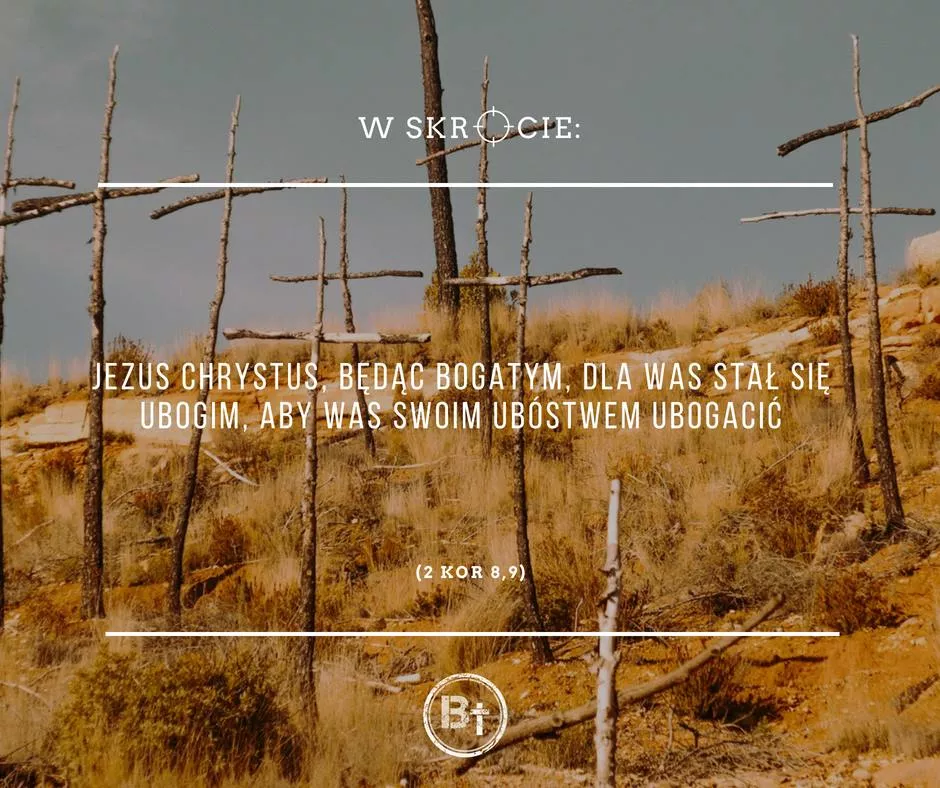 W SKRÓCIE:
JEZUS CHRYSTUS, BĘDĄC BOGATYM, DLA WAS STAŁ SIĘ
UBOGIM, ABY WAS SWOIM UBÓSTWEM UBOGACIĆ
(2 KOR 8,9)
Bt